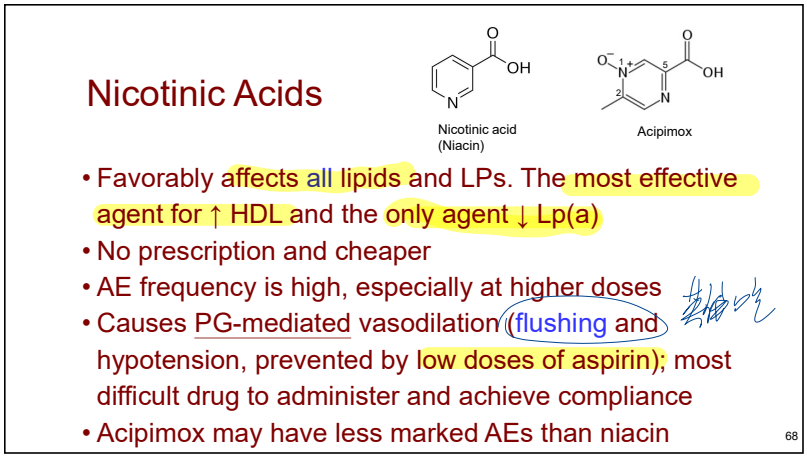 O
OH
N
Nicotinic acid
(Niacin)
O
O−
1
+
N
5
OH
2
N
Acipimox
Nicotinic Acids
• Favorably affects all lipids and LPs. The most effective
agent for ↑ HDL and the only agent ↓ Lp(a)
• No prescription and cheaper
• AE frequency is high, especially at higher doses
• Causes PG-mediated vasodilation (flushing and
hypotension, prevented by low doses of aspirin); most
difficult drug to administer and achieve compliance
• Acipimox may have less marked AEs than niacin
68